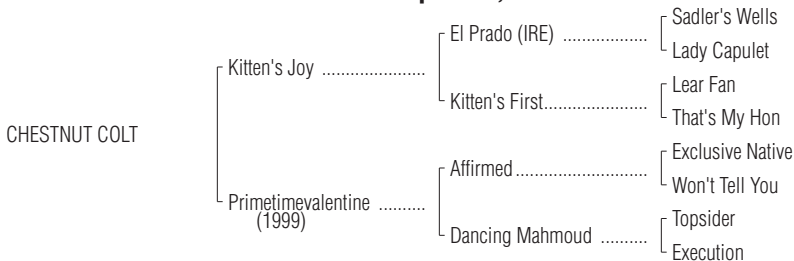 Sadler's Wells
El Prado (IRE) ..................
Lady Capulet
Kitten's Joy ......................
Lear Fan
Kitten's First......................
That's My Hon
CHESTNUT COLT
Exclusive Native
Affirmed............................
Won't Tell You
Primetimevalentine ..........
(1999)
Topsider
Dancing Mahmoud ..........
Execution